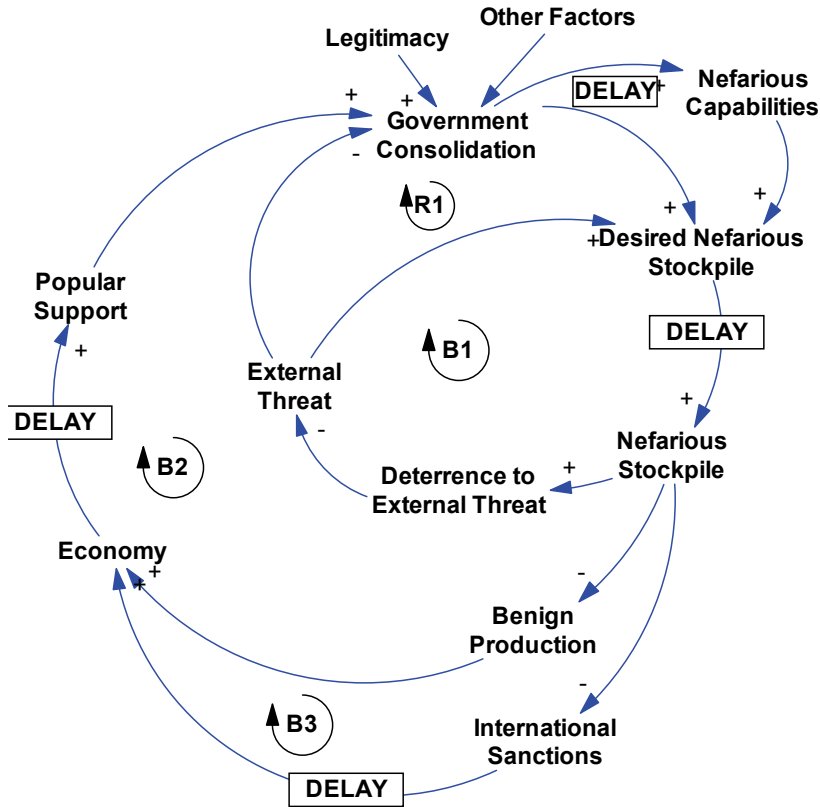 Other Factors
Legitimacy
Nefarious
Capabilities
DELAY
+
+
+
Government
Consolidation
-
R1
+
+
+
Desired Nefarious
Stockpile
Popular
Support
+
B1
DELAY
External
Threat
-
+
DELAY
Nefarious
Stockpile
B2
Deterrence to
External Threat
+
Economy
+
+
-
Benign
Production
-
B3
International
Sanctions
DELAY